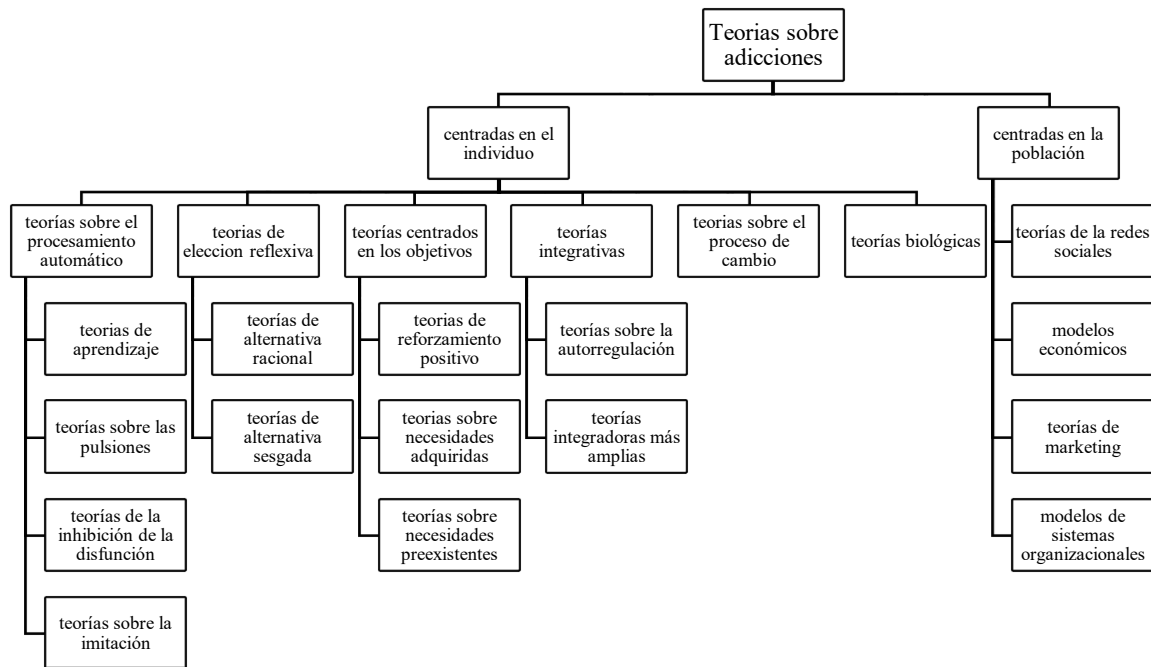 Teorias sobre
adicciones
centradas en el
individuo
centradas en la
población
teorías sobre el
procesamiento
automático
teorias de
eleccion reflexiva
teorías centrados
en los objetivos
teorías
integrativas
teorias sobre el
proceso de
cambio
teorías biológicas
teorías de la redes
sociales
teorias de
aprendizaje
teorías de
alternativa
racional
teorias de
reforzamiento
positivo
teorías sobre la
autorregulación
modelos
económicos
teorías sobre las
pulsiones
teorías de
alternativa
sesgada
teorias sobre
necesidades
adquiridas
teorías
integradoras más
amplias
teorías de
marketing
teorías de la
inhibición de la
disfunción
teorías sobre
necesidades
preexistentes
modelos de
sistemas
organizacionales
teorías sobre la
imitación